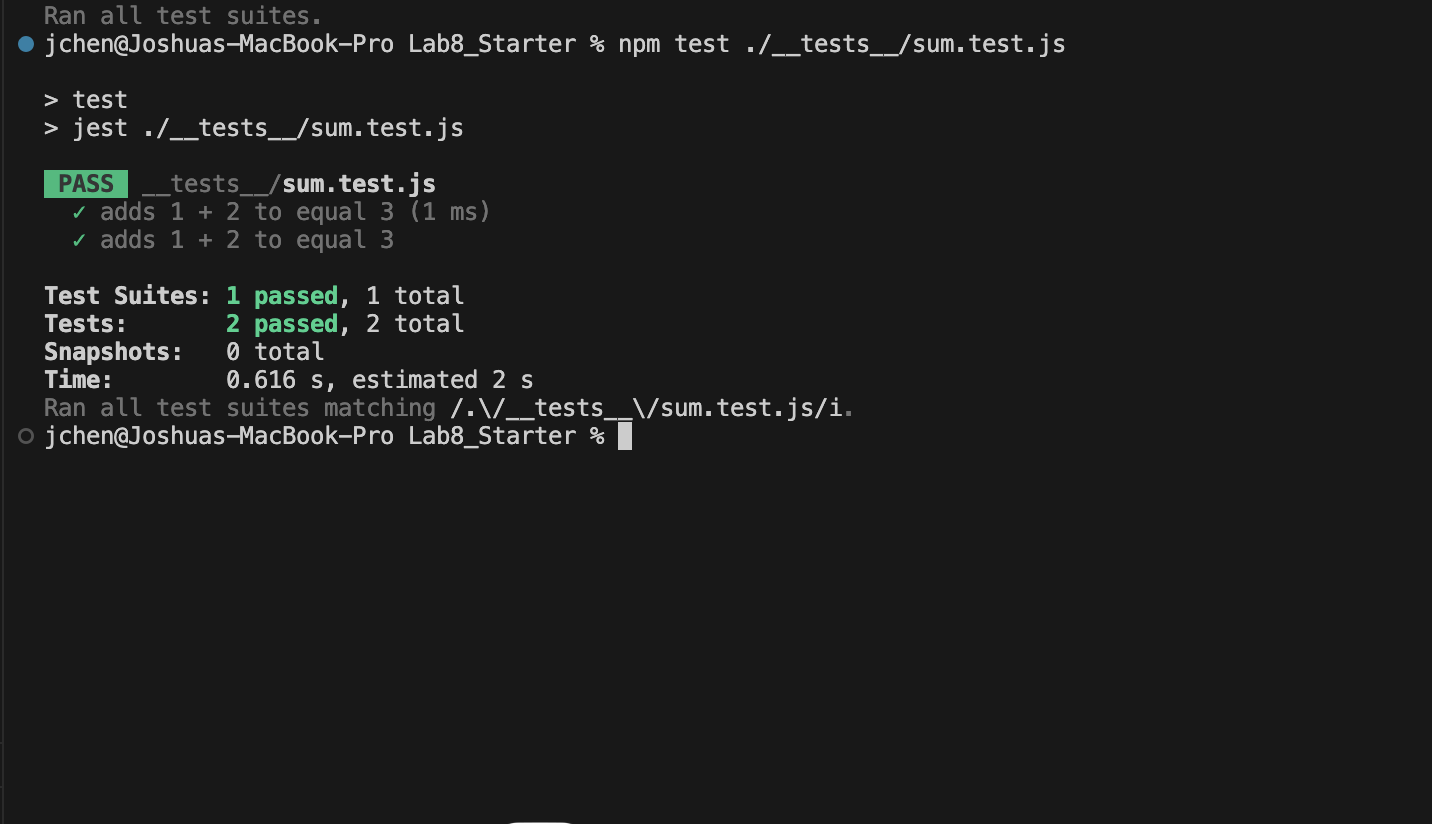 Ran all test suites.
jchen@Joshuas-MacBook-Pro Lab8_Starter % npm test ./__tests__/sum.test.js
> test
> jest ./__tests__/sum.test.js
PASS __tests__/sum.test.js
✓ adds 1 + 2 to equal 3 (1 ms)
✓ adds 1 + 2 to equal 3
Test Suites: 1 passed, 1 total
Tests: 2 passed, 2 total
Snapshots: 0 total
Time: 0.616 s, estimated 2 s
Ran all test suites matching /.\/__tests__\/sum.test.js/i.
jchen@Joshuas-MacBook-Pro Lab8_Starter %